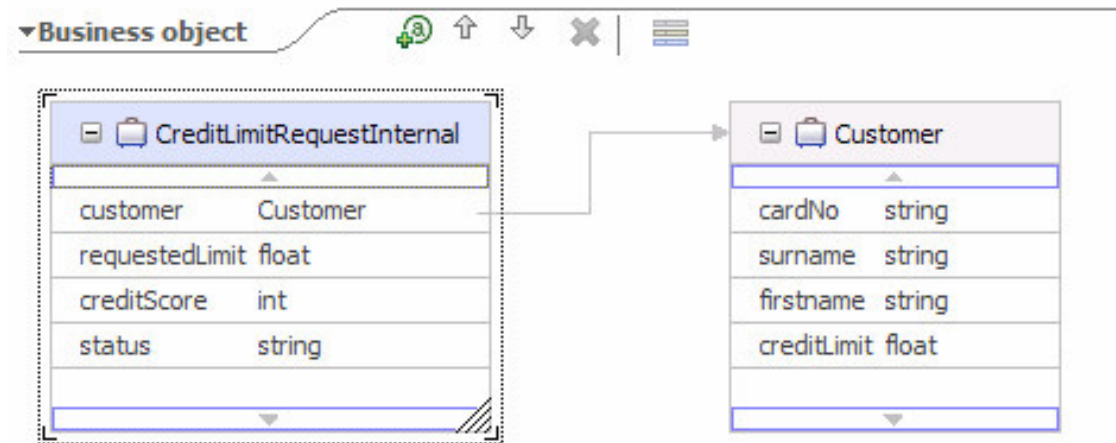 Business object
CreditLimitRequestInternal
customer Customer
requestedLimit float
creditScore int
status string
Customer
cardNo string
surname string
firstname string
creditLimit float